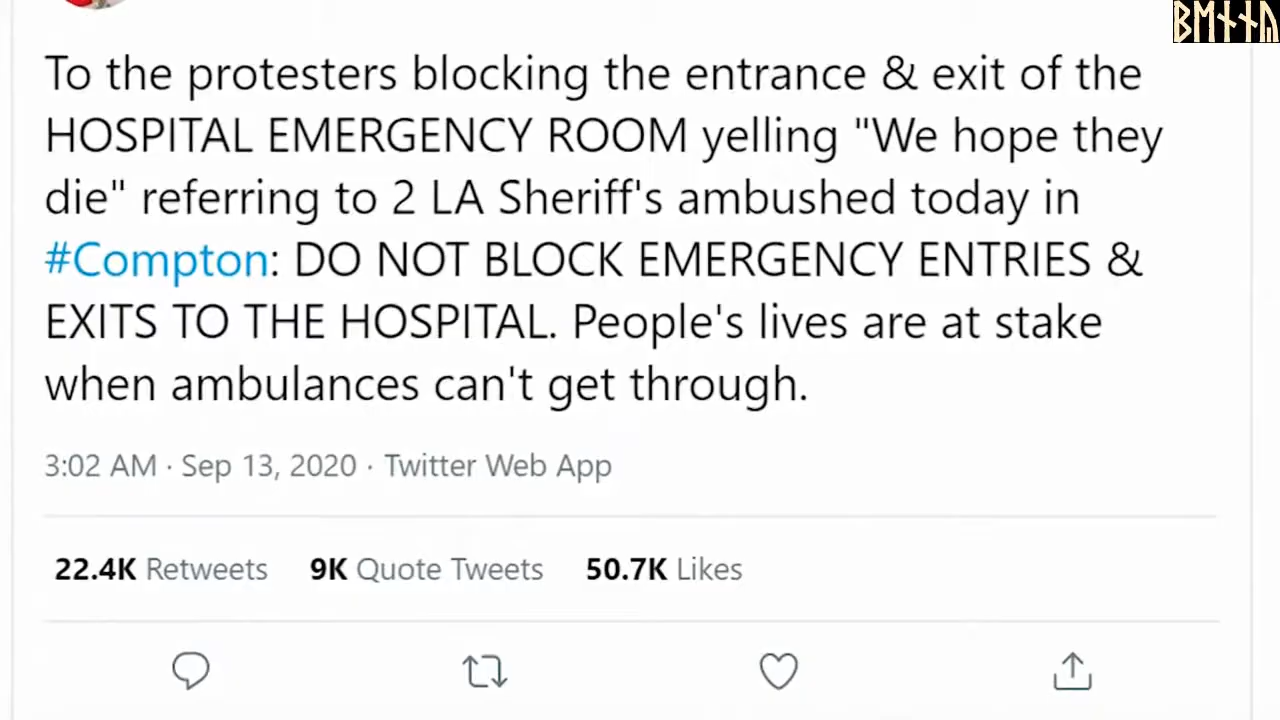 To the protesters blocking the entrance & exit of the
HOSPITAL EMERGENCY ROOM yelling "We hope they
die" referring to 2 LA Sheriff's ambushed today in
#Compton: DO NOT BLOCK EMERGENCY ENTRIES &
EXITS TO THE HOSPITAL. People's lives are at stake
when ambulances can't get through.
3:02 AM · Sep 13, 2020 · Twitter Web App
22.4K Retweets 9K Quote Tweets 50.7K Likes